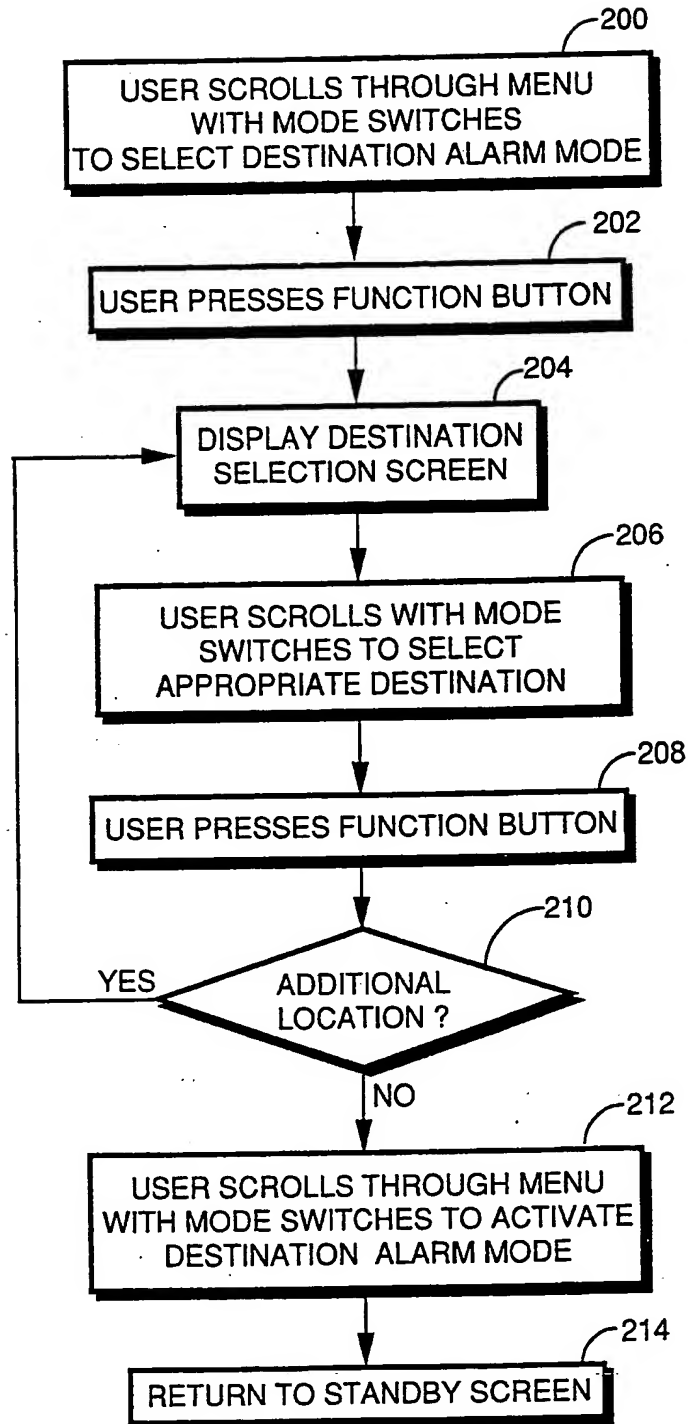 200
USER SCROLLS THROUGH MENU
WITH MODE SWITCHES
TO SELECT DESTINATION ALARM MODE
202
USER PRESSES FUNCTION BUTTON
204
DISPLAY DESTINATION
SELECTION SCREEN
206
USER SCROLLS WITH MODE
SWITCHES TO SELECT
APPROPRIATE DESTINATION
208
USER PRESSES FUNCTION BUTTON
210
YES
ADDITIONAL
LOCATION ?
NO
212
USER SCROLLS THROUGH MENU
WITH MODE SWITCHES TO ACTIVATE
DESTINATION ALARM MODE
214
RETURN TO STANDBY SCREEN